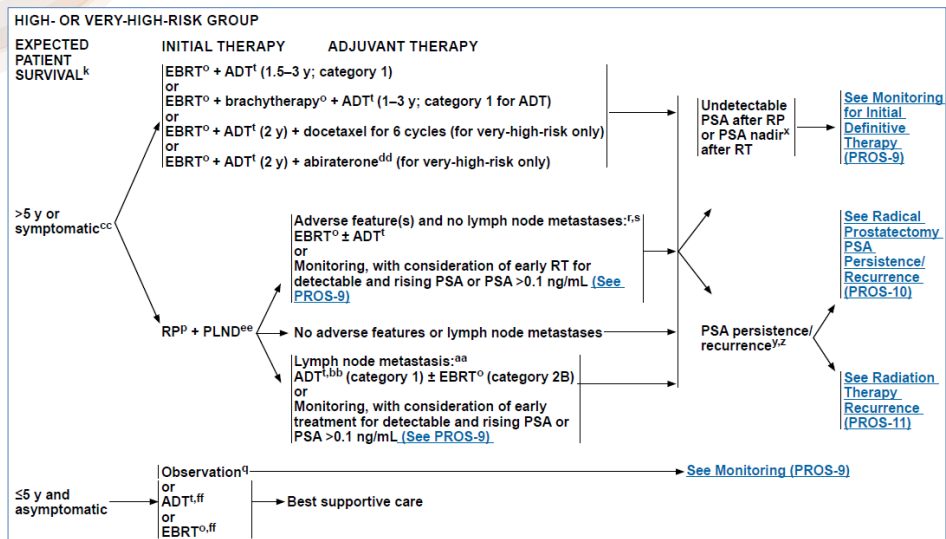 HIGH- OR VERY-HIGH-RISK GROUP
EXPECTED
PATIENT
SURVIVALᵏ
INITIAL THERAPY
ADJUVANT THERAPY
EBRTᵒ + ADTᵗ (1.5–3 y; category 1)
or
EBRTᵒ + brachytherapyᵒ + ADTᵗ (1–3 y; category 1 for ADT)
or
EBRTᵒ + ADTᵗ (2 y) + docetaxel for 6 cycles (for very-high-risk only)
or
EBRTᵒ + ADTᵗ (2 y) + abirateroneᵈᵈ (for very-high-risk only)
Undetectable
PSA after RP
or PSA nadirˣ
after RT
See Monitoring
for Initial
Definitive
Therapy
(PROS-9)
>5 y or
symptomaticᶜᶜ
Adverse feature(s) and no lymph node metastases:ʳ,ˢ
EBRTᵒ ± ADTᵗ
or
Monitoring, with consideration of early RT for
detectable and rising PSA or PSA >0.1 ng/mL (See
PROS-9)
See Radical
Prostatectomy
PSA
Persistence/
Recurrence
(PROS-10)
RPᵖ + PLNDᵉᵉ
No adverse features or lymph node metastases
PSA persistence/
recurrenceʸ,ᶻ
Lymph node metastasis:ᵃᵃ
ADTᵗ,ᵇᵇ (category 1) ± EBRTᵒ (category 2B)
or
Monitoring, with consideration of early
treatment for detectable and rising PSA or
PSA >0.1 ng/mL (See PROS-9)
See Radiation
Therapy
Recurrence
(PROS-11)
≤5 y and
asymptomatic
Observation𐞥
or
ADTᵗ,ᶠᶠ
or
EBRTᵒ,ᶠᶠ
See Monitoring (PROS-9)
Best supportive care